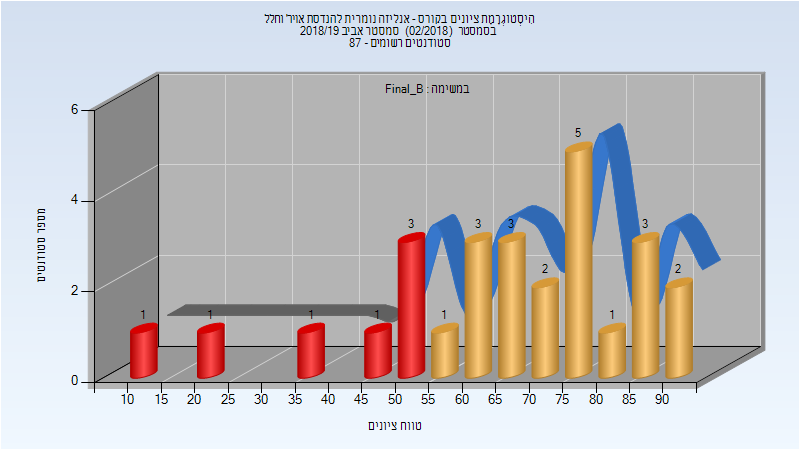 היסטוגרמת ציונים בקורס - אנליזה נומרית להנדסת אויר וחלל
בסמסטר (02/2018) סמסטר אביב 2018/19
סטודנטים רשומים - 87
במשימה : Final_B
מספר סטודנטים
6
4
2
0
1
1
1
1
3
1
3
3
2
5
1
3
2
10 15 20 25 30 35 40 45 50 55 60 65 70 75 80 85 90
טווח ציונים